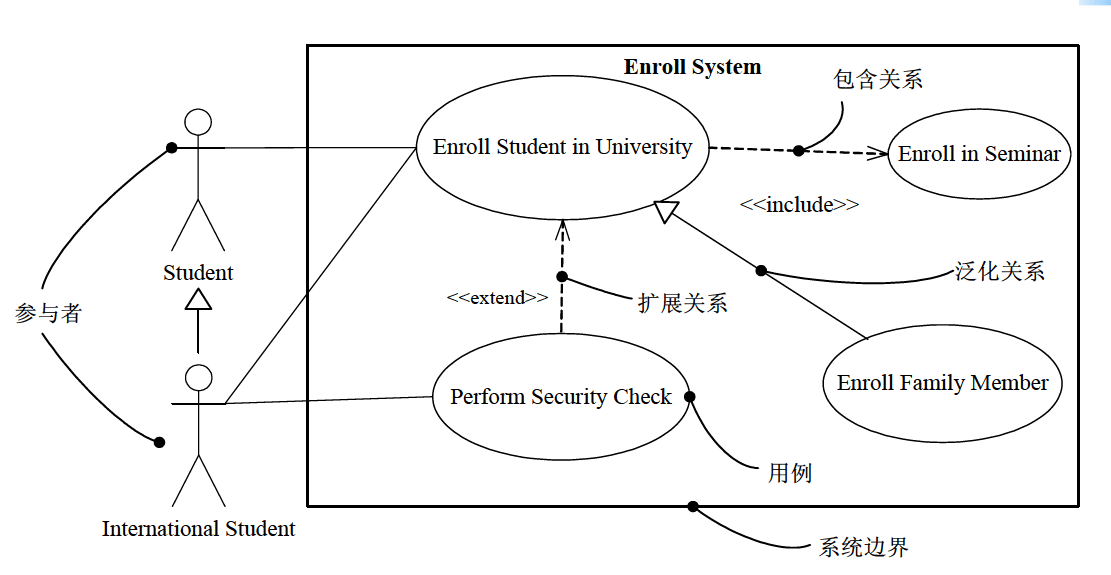 Enroll System
包含关系
Enroll Student in University
Enroll in Seminar
<<include>>
Student
泛化关系
<<extend>>
扩展关系
参与者
Enroll Family Member
Perform Security Check
用例
International Student
系统边界